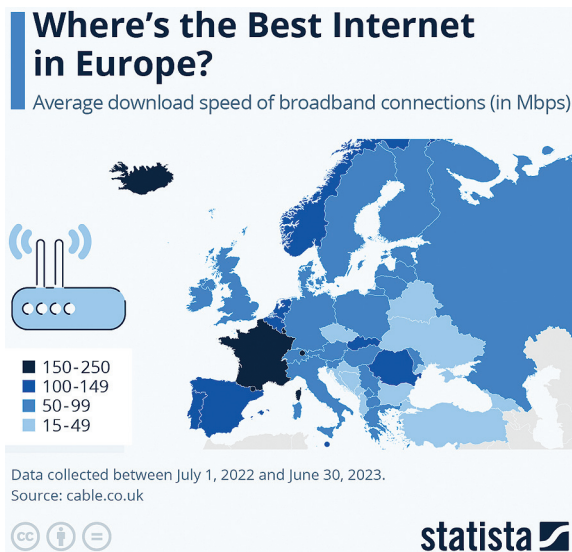 Where's the Best Internet
in Europe?
Average download speed of broadband connections (in Mbps)
150-250
100-149
50-99
15-49
Data collected between July 1, 2022 and June 30, 2023.
Source: cable.co.uk
cc
statista